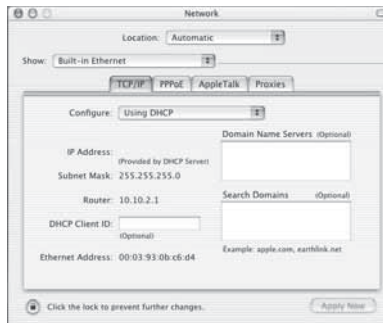 Network
Location: Automatic
Show: Built-in Ethernet
TCP/IP PPPoE AppleTalk Proxies
Configure: Using DHCP
Domain Name Servers (Optional)
IP Address:
(Provided by DHCP Server)
Subnet Mask: 255.255.255.0
Router: 10.10.2.1
Search Domains (Optional)
DHCP Client ID:
(Optional)
Example: apple.com, earthlink.net
Ethernet Address: 00:03:93:0b:c6:d4
Click the lock to prevent further changes.
Apply Now